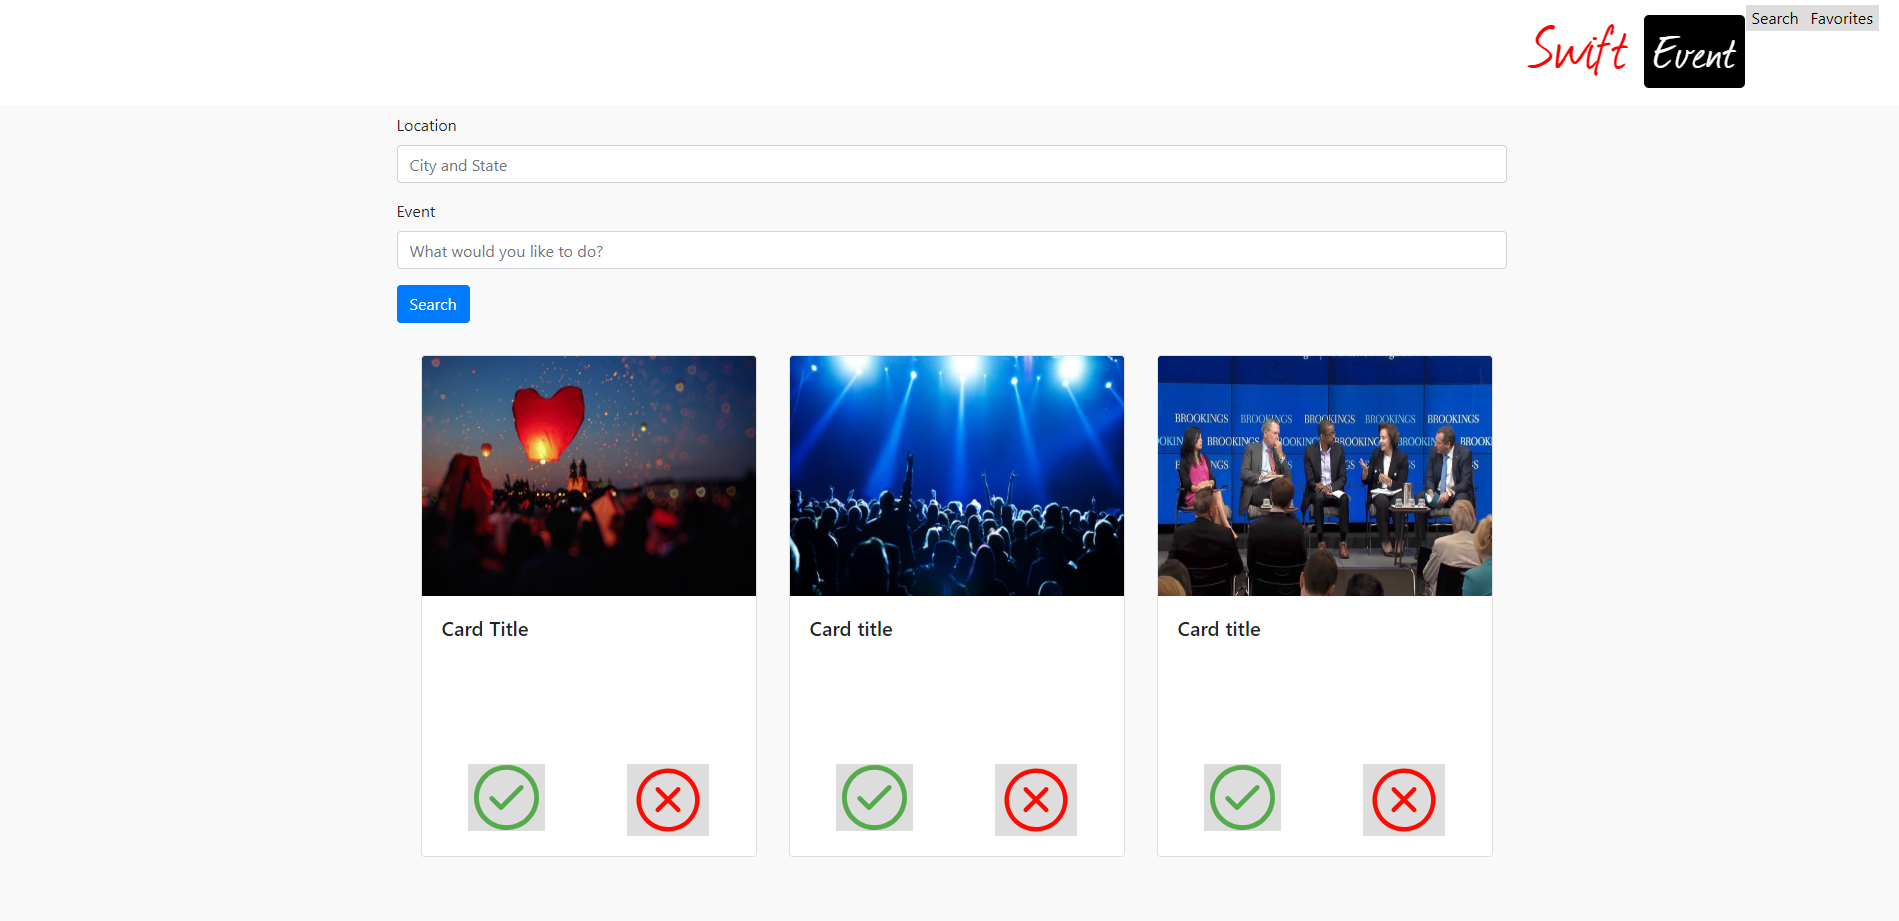 Swift Event
Search Favorites
Location
City and State
Event
What would you like to do?
Search
BROOKINGS BROOKINGS BROOKINGS BROOKINGS BROOKINGS
BROOKINGS
Card Title
Card title
Card title